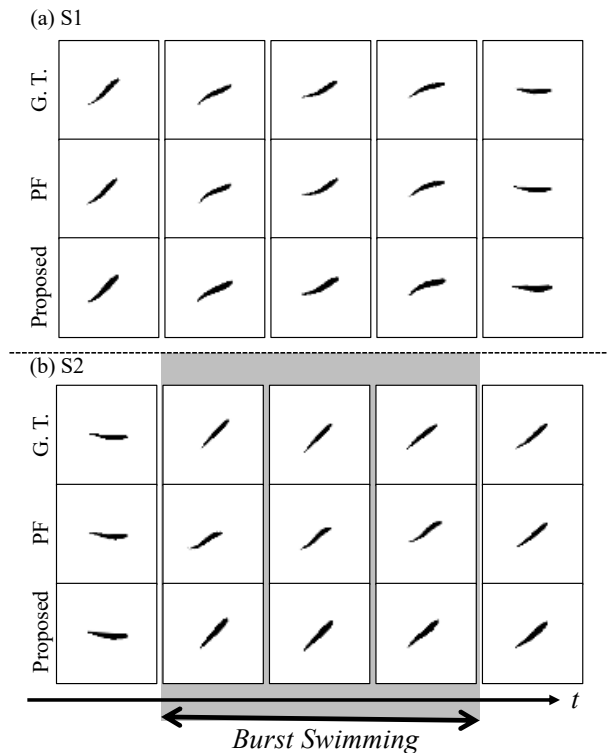 (a) S1
G. T.
PF
Proposed
(b) S2
G. T.
PF
Proposed
t
Burst Swimming